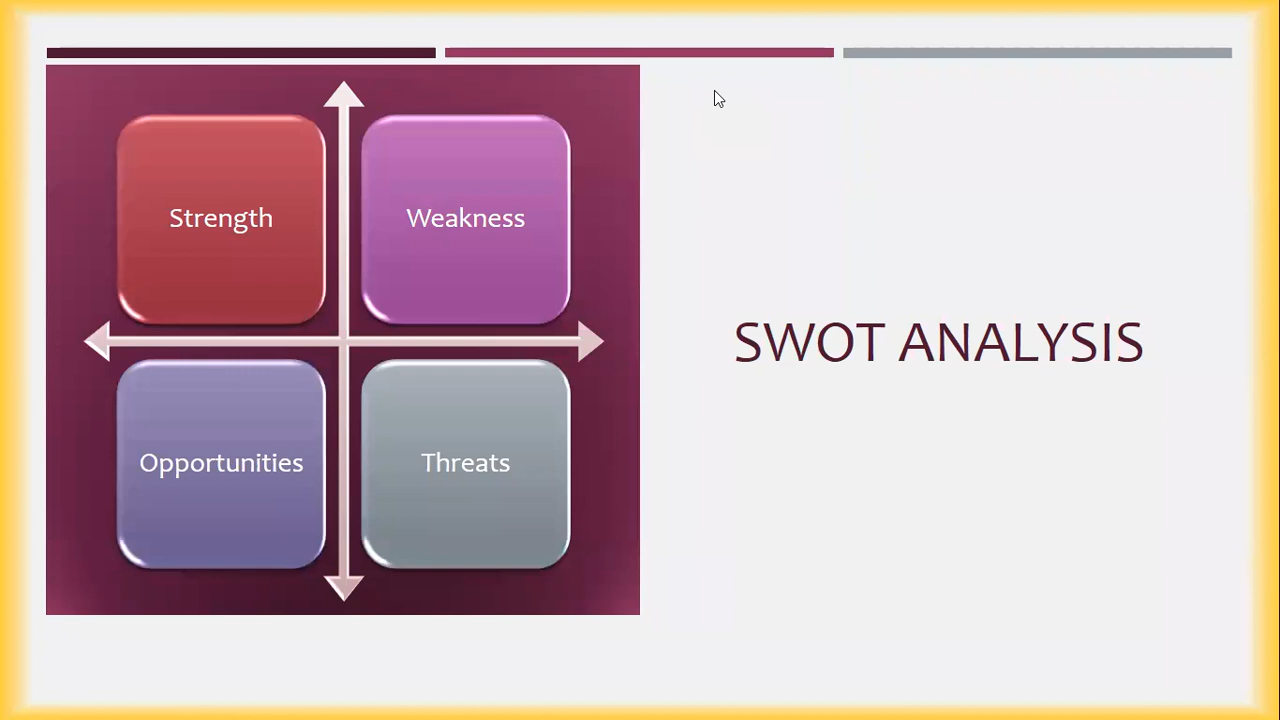 Strength
Weakness
Opportunities
Threats
SWOT ANALYSIS